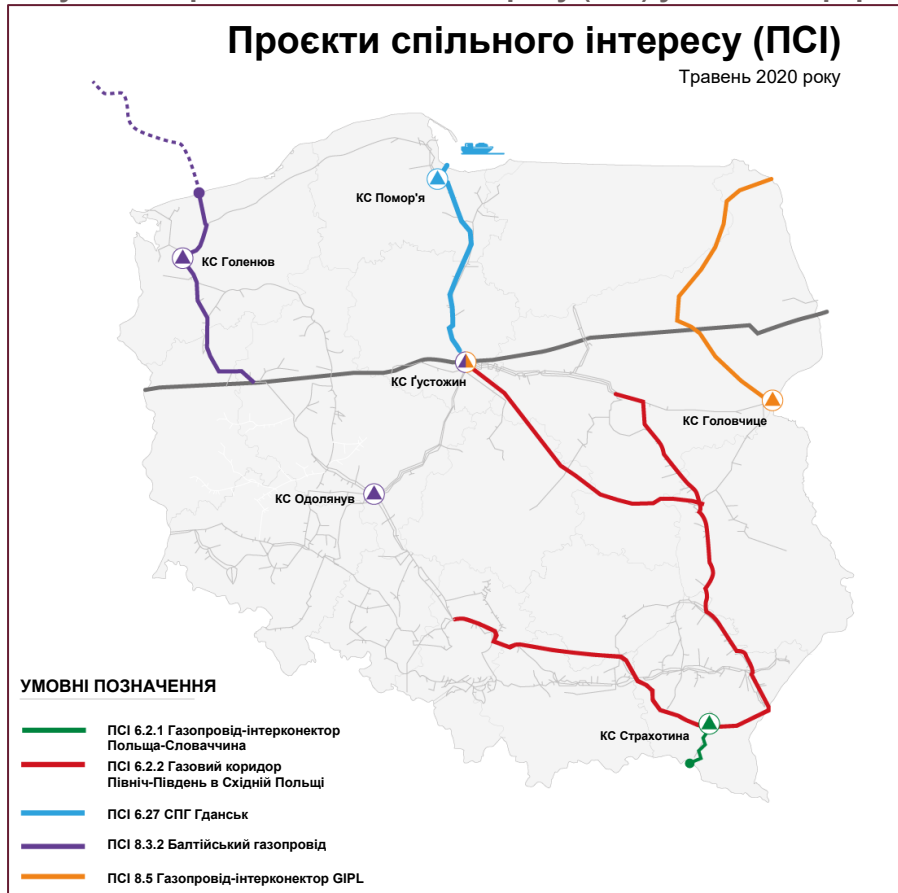 Проєкти спільного інтересу (ПСІ)
Травень 2020 року
КС Помор'я
КС Голенюв
КС Ґустожин
КС Головчице
КС Одолянув
КС Страхотина
УМОВНІ ПОЗНАЧЕННЯ
ПСІ 6.2.1 Газопровід-інтерконектор
Польща-Словаччина
ПСІ 6.2.2 Газовий коридор
Північ-Південь в Східній Польщі
ПСІ 6.27 СПГ Гданськ
ПСІ 8.3.2 Балтійський газопровід
ПСІ 8.5 Газопровід-інтерконектор GIPL